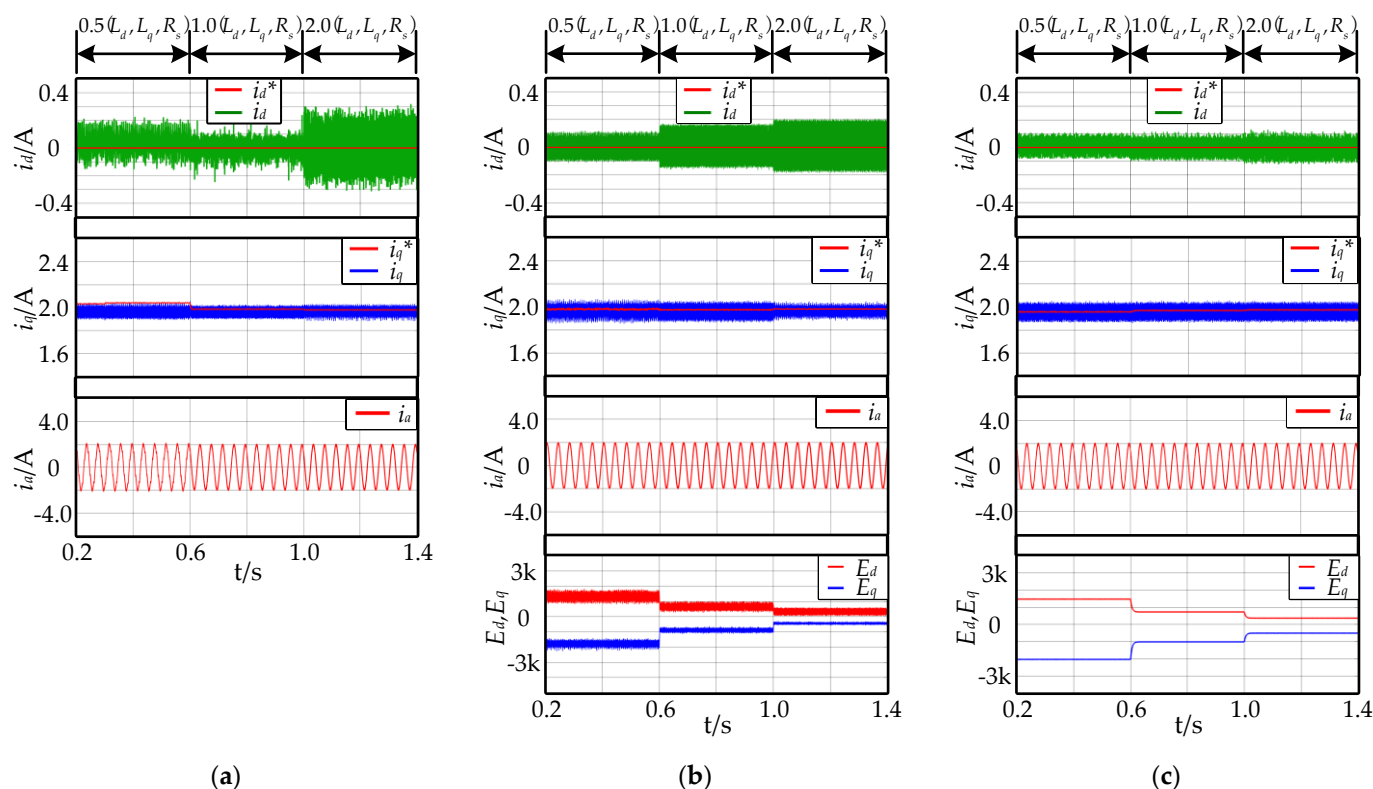 0.5(Ld, Lq, Rs) 1.0(Ld, Lq, Rs) 2.0(Ld, Lq, Rs)
id/A
0.4
0
-0.4
id*
id
iq/A
2.4
2.0
1.6
iq*
iq
ia/A
4.0
0
-4.0
ia
0.2 0.6 1.0 1.4
t/s
(a)
0.5(Ld, Lq, Rs) 1.0(Ld, Lq, Rs) 2.0(Ld, Lq, Rs)
id/A
0.4
0
-0.4
id*
id
iq/A
2.4
2.0
1.6
iq*
iq
ia/A
4.0
0
-4.0
ia
Ed,Eq
3k
0
-3k
Ed
Eq
0.2 0.6 1.0 1.4
t/s
(b)
0.5(Ld, Lq, Rs) 1.0(Ld, Lq, Rs) 2.0(Ld, Lq, Rs)
id/A
0.4
0
-0.4
id*
id
iq/A
2.4
2.0
1.6
iq*
iq
ia/A
4.0
0
-4.0
ia
Ed,Eq
3k
0
-3k
Ed
Eq
0.2 0.6 1.0 1.4
t/s
(c)